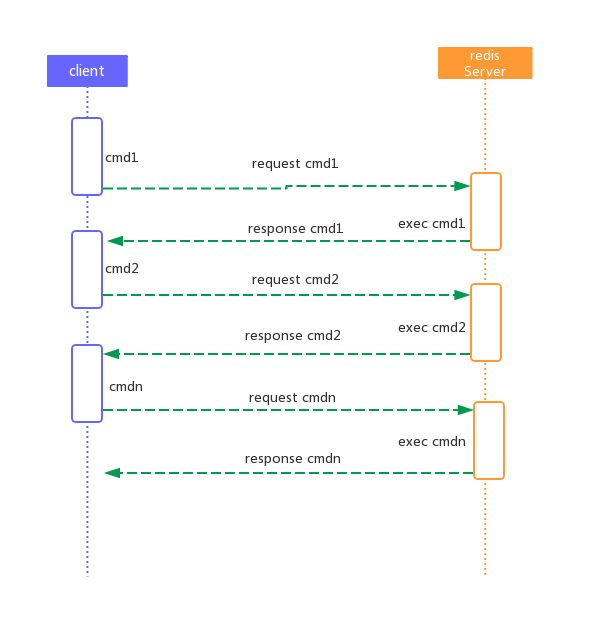 client
redis
Server
cmd1
request cmd1
response cmd1
exec cmd1
cmd2
request cmd2
response cmd2
exec cmd2
cmdn
request cmdn
exec cmdn
response cmdn